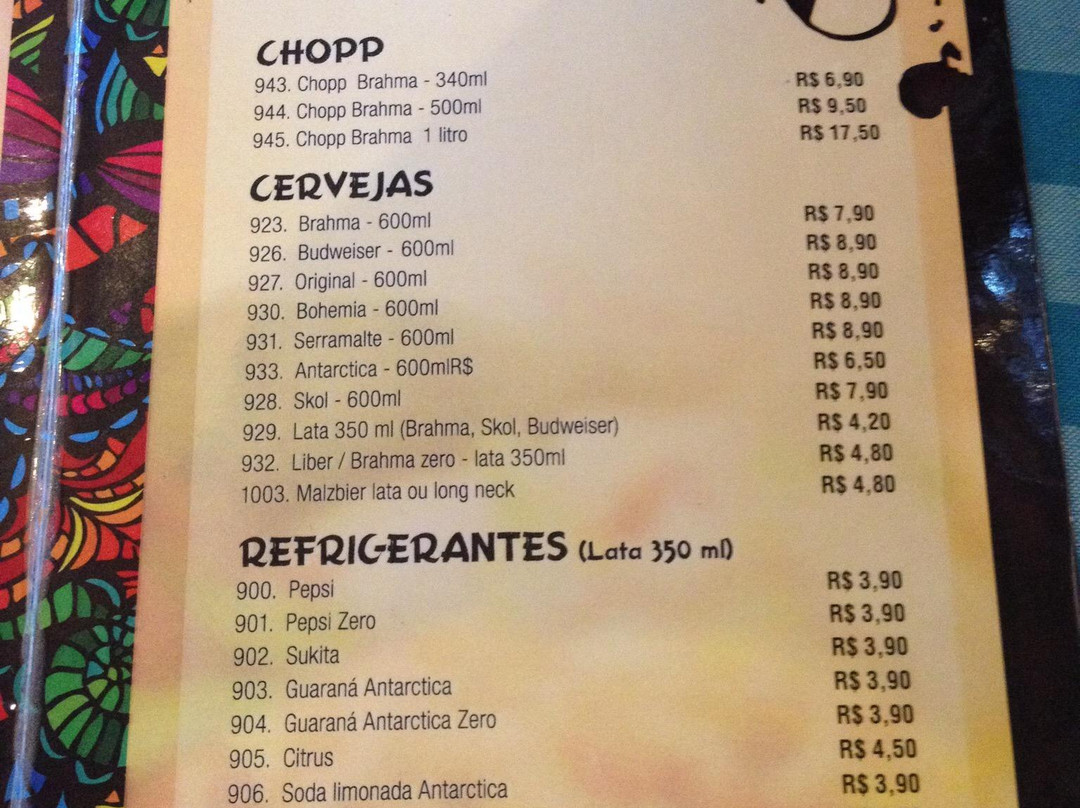 CHOPP
943. Chopp Brahma - 340ml R$ 6,90
944. Chopp Brahma - 500ml R$ 9,50
945. Chopp Brahma 1 litro R$ 17,50
CERVEJAS
923. Brahma - 600ml R$ 7,90
926. Budweiser - 600ml R$ 8,90
927. Original - 600ml R$ 8,90
930. Bohemia - 600ml R$ 8,90
931. Serramalte - 600ml R$ 8,90
933. Antarctica - 600mlR$ R$ 6,50
928. Skol - 600ml R$ 7,90
929. Lata 350 ml (Brahma, Skol, Budweiser) R$ 4,20
932. Liber / Brahma zero - lata 350ml R$ 4,80
1003. Malzbier lata ou long neck R$ 4,80
REFRIGERANTES (Lata 350 ml)
900. Pepsi R$ 3,90
901. Pepsi Zero R$ 3,90
902. Sukita R$ 3,90
903. Guaraná Antarctica R$ 3,90
904. Guaraná Antarctica Zero R$ 3,90
905. Citrus R$ 4,50
906. Soda limonada Antarctica R$ 3,90